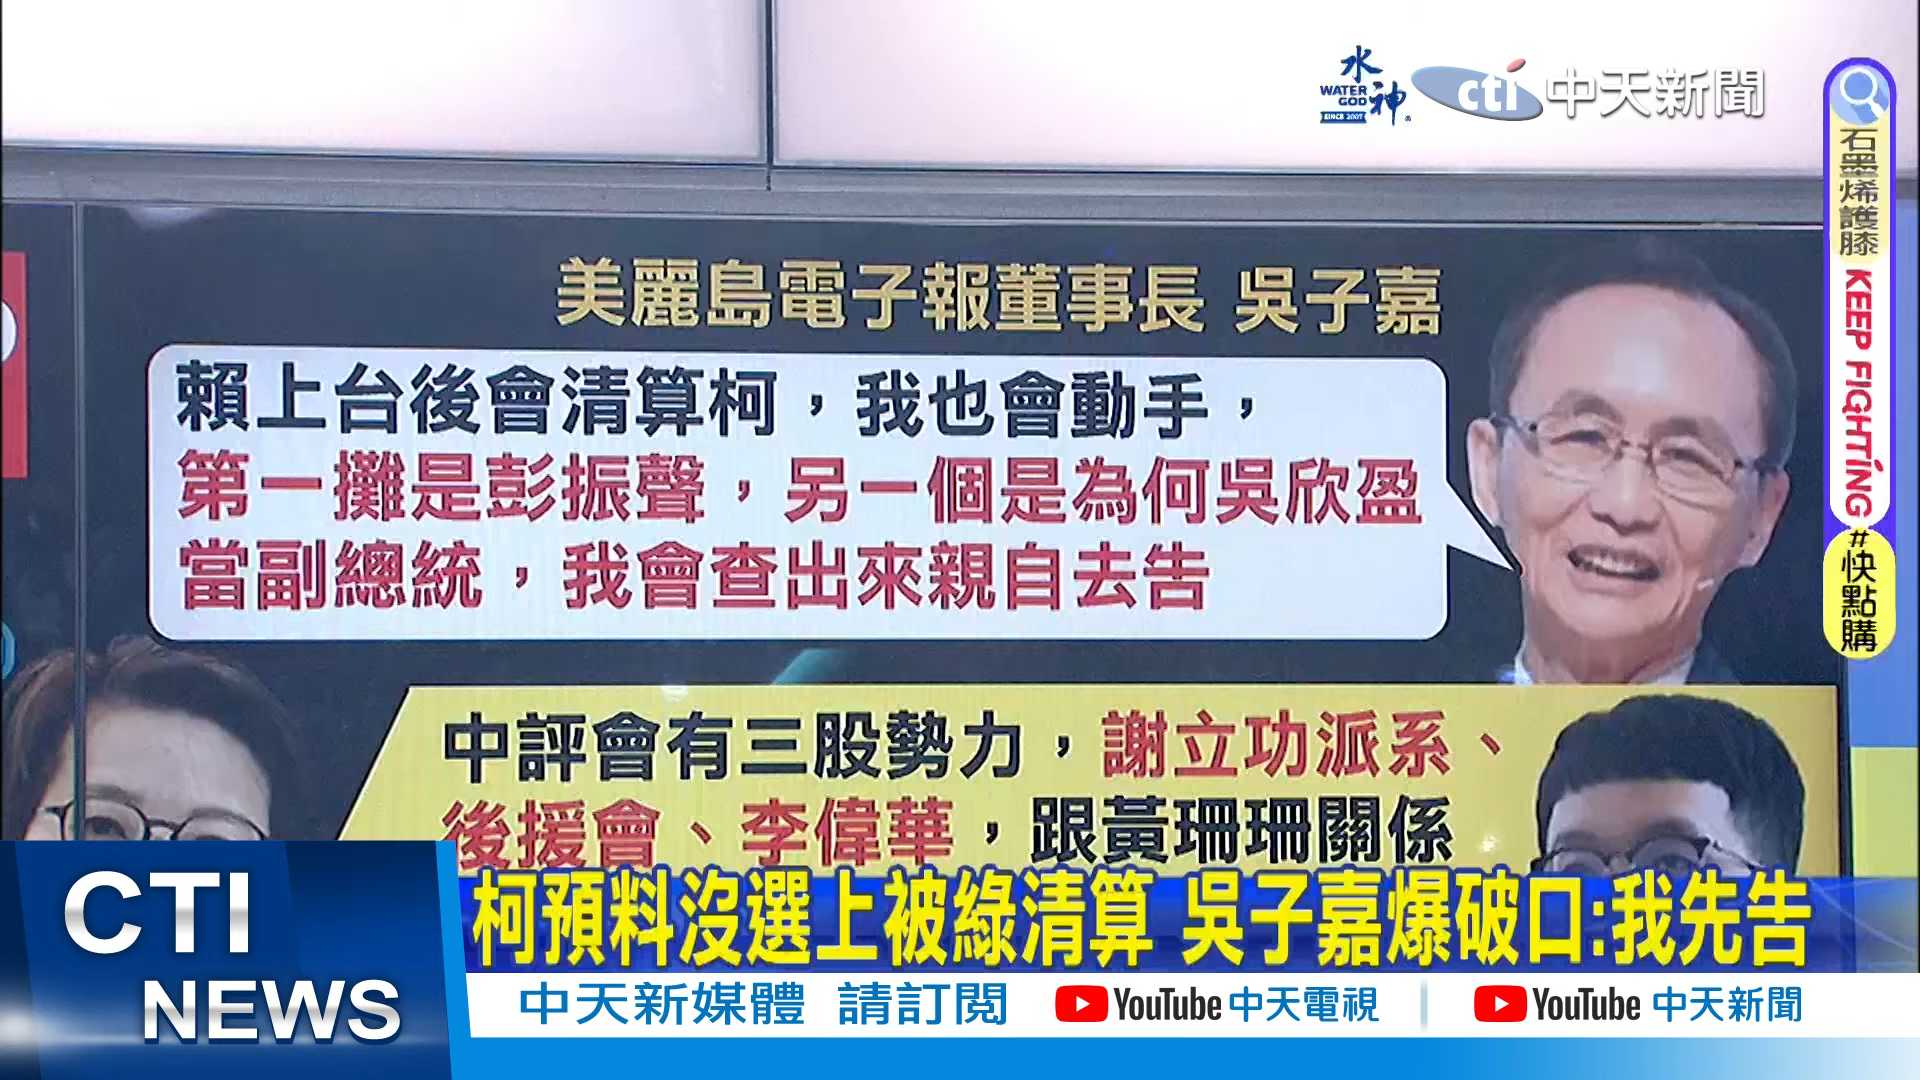 水神
WATER GOD
SINCE 2007
cti 中天新聞
石墨烯護膝 KEEP FIGHTING #快點購
美麗島電子報董事長 吳子嘉
賴上台後會清算柯，我也會動手，
第一攤是彭振聲，另一個是為何吳欣盈
當副總統，我會查出來親自去告
中評會有三股勢力，謝立功派系、
後援會、李偉華，跟黃珊珊關係
柯預料沒選上被綠清算 吳子嘉爆破口:我先告
CTI NEWS
中天新媒體 請訂閱 YouTube 中天電視 | YouTube 中天新聞